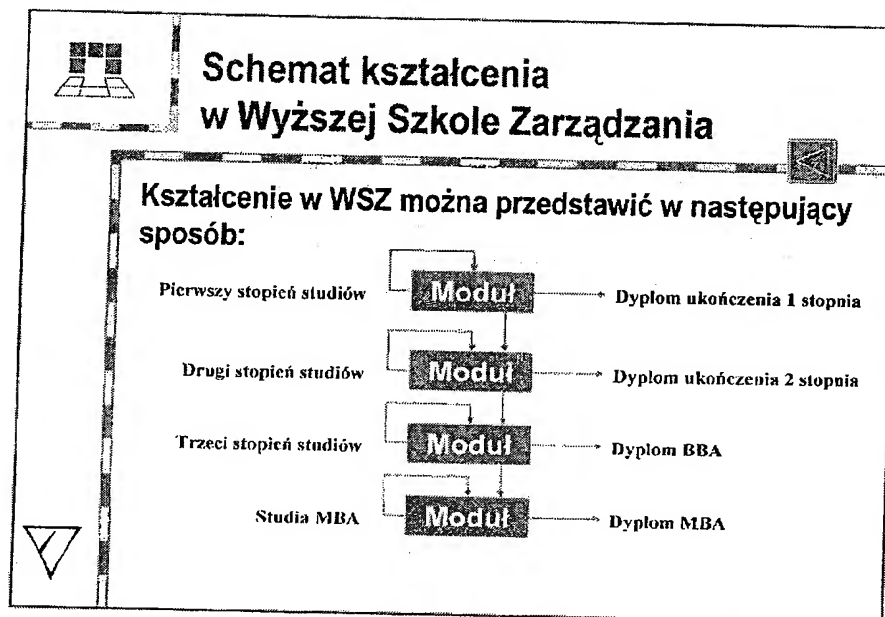 Schemat kształcenia
w Wyższej Szkole Zarządzania
Kształcenie w WSZ można przedstawić w następujący
sposób:
Pierwszy stopień studiów Moduł Dyplom ukończenia 1 stopnia
Drugi stopień studiów Moduł Dyplom ukończenia 2 stopnia
Trzeci stopień studiów Moduł Dyplom BBA
Studia MBA Moduł Dyplom MBA